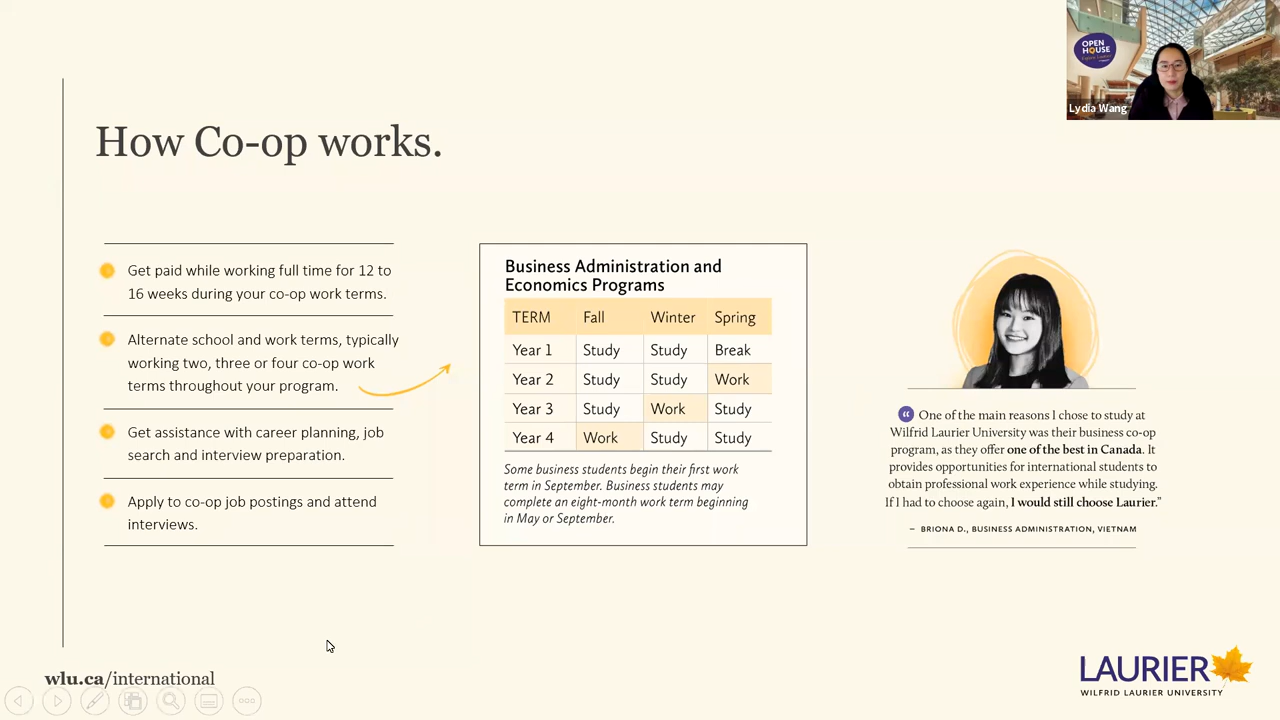 OPEN
HOUSE
Lydia Wang
How Co-op works.
Get paid while working full time for 12 to
16 weeks during your co-op work terms.
Alternate school and work terms, typically
working two, three or four co-op work
terms throughout your program.
Get assistance with career planning, job
search and interview preparation.
Apply to co-op job postings and attend
interviews.
Business Administration and
Economics Programs
TERM Fall Winter Spring
Year 1 Study Study Break
Year 2 Study Study Work
Year 3 Study Work Study
Year 4 Work Study Study
Some business students begin their first work
term in September. Business students may
complete an eight-month work term beginning
in May or September.
“ One of the main reasons I chose to study at
Wilfrid Laurier University was their business co-op
program, as they offer one of the best in Canada. It
provides opportunities for international students to
obtain professional work experience while studying.
If I had to choose again, I would still choose Laurier.”
– BRIONA D., BUSINESS ADMINISTRATION, VIETNAM
wlu.ca/international
LAURIER
WILFRID LAURIER UNIVERSITY